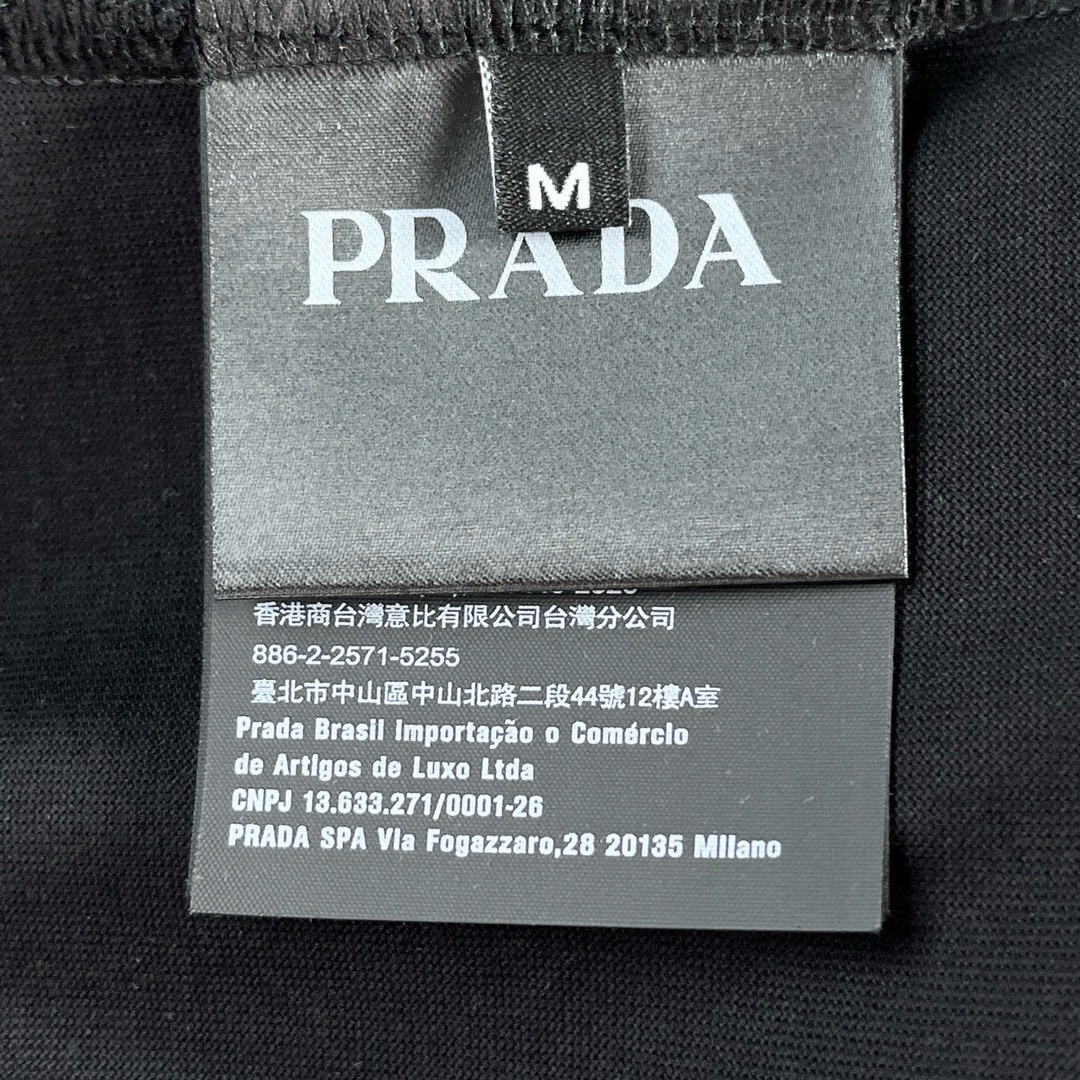 M
PRADA
香港商台灣意比有限公司台灣分公司
886-2-2571-5255
臺北市中山區中山北路二段44號12樓A室
Prada Brasil Importação o Comércio
de Artigos de Luxo Ltda
CNPJ 13.633.271/0001-26
PRADA SPA Via Fogazzaro,28 20135 Milano